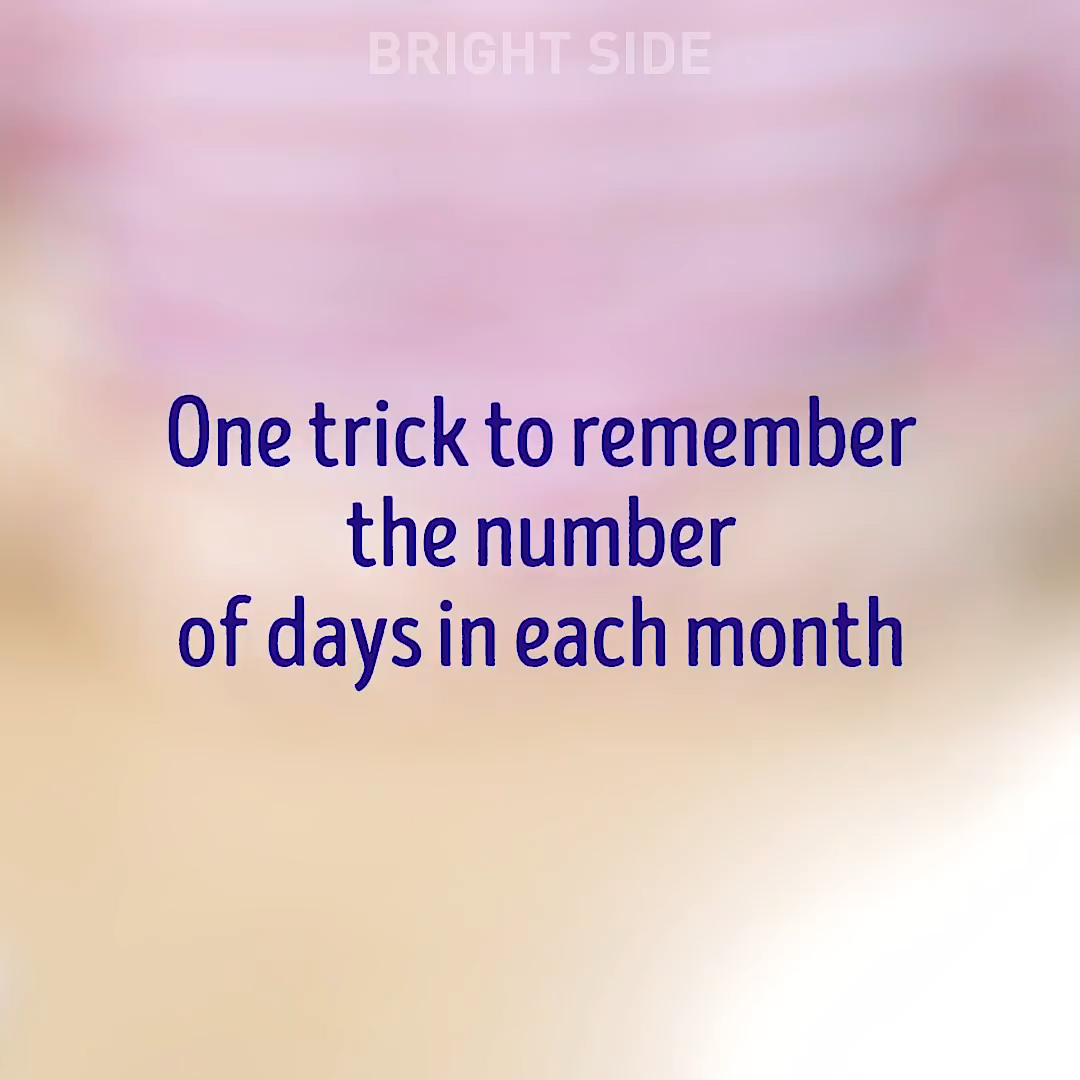 BRIGHT SIDE
One trick to remember
the number
of days in each month